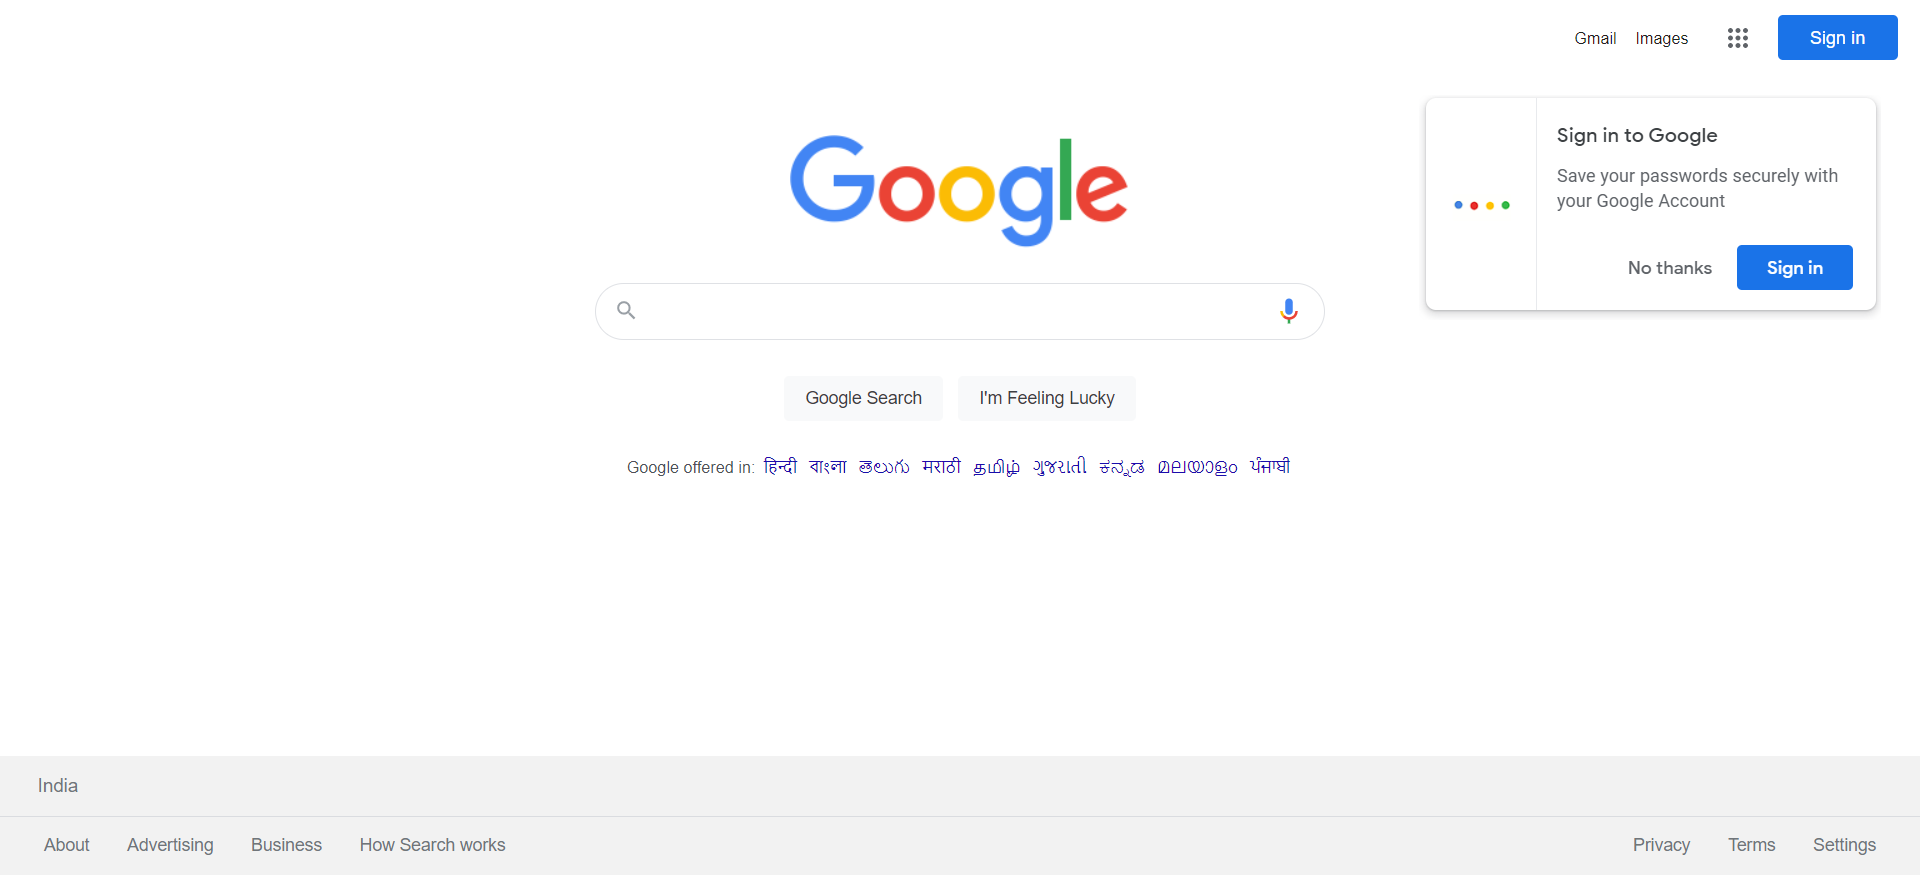 Gmail Images Sign in
Google
Sign in to Google
Save your passwords securely with
your Google Account
No thanks Sign in
Google Search I'm Feeling Lucky
Google offered in: हिन्दी বাংলা తెలుగు मराठी தமிழ் ગુજરાતી ಕನ್ನಡ മലയാളം ਪੰਜਾਬੀ
India
About Advertising Business How Search works Privacy Terms Settings